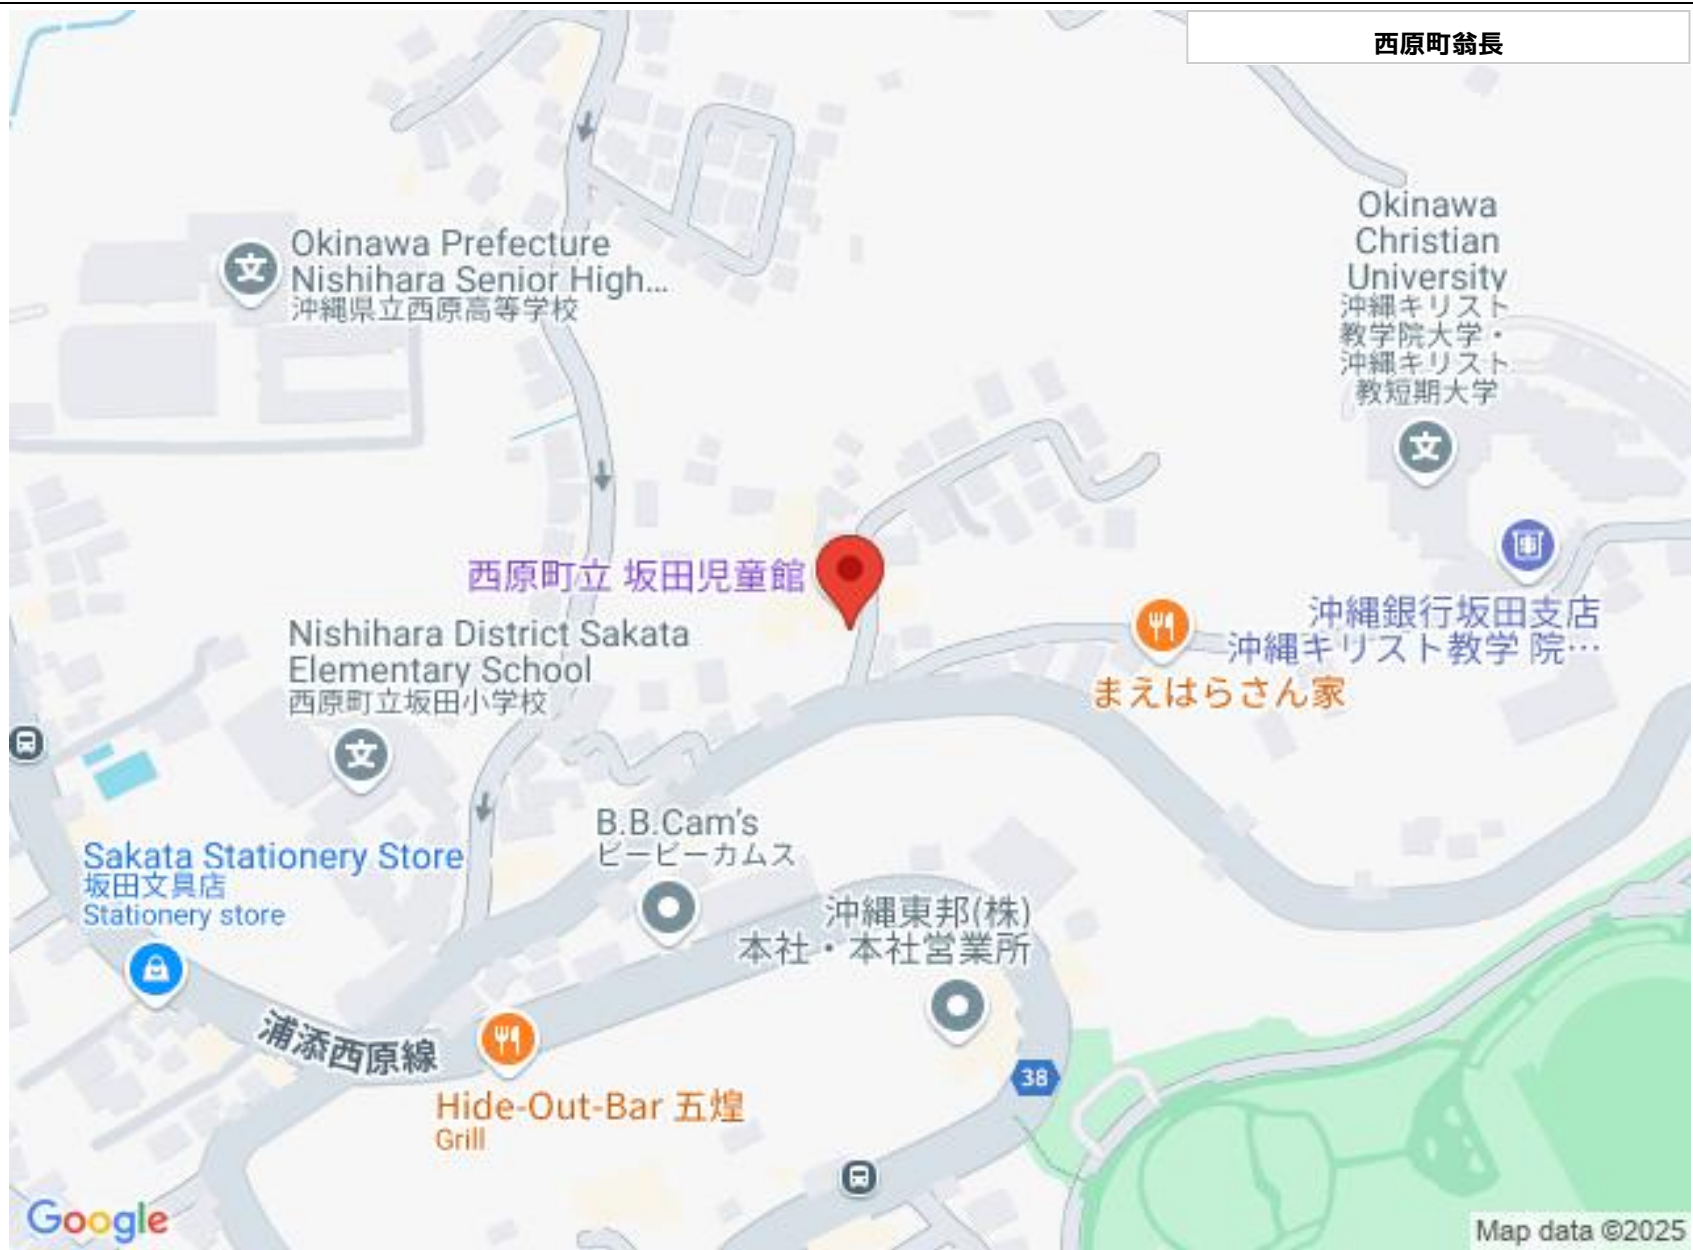 西原町翁長
Okinawa
Christian
University
沖縄キリスト
教学院大学・
沖縄キリスト
教短期大学
Okinawa Prefecture
Nishihara Senior High...
沖縄県立西原高等学校
西原町立 坂田児童館
沖縄銀行坂田支店
沖縄キリスト教学 院…
まえはらさん家
Nishihara District Sakata
Elementary School
西原町立坂田小学校
B.B.Cam's
ビービーカムス
Sakata Stationery Store
坂田文具店
Stationery store
沖縄東邦(株)
本社・本社営業所
浦添西原線
38
Hide-Out-Bar 五煌
Grill
Google
Map data ©2025